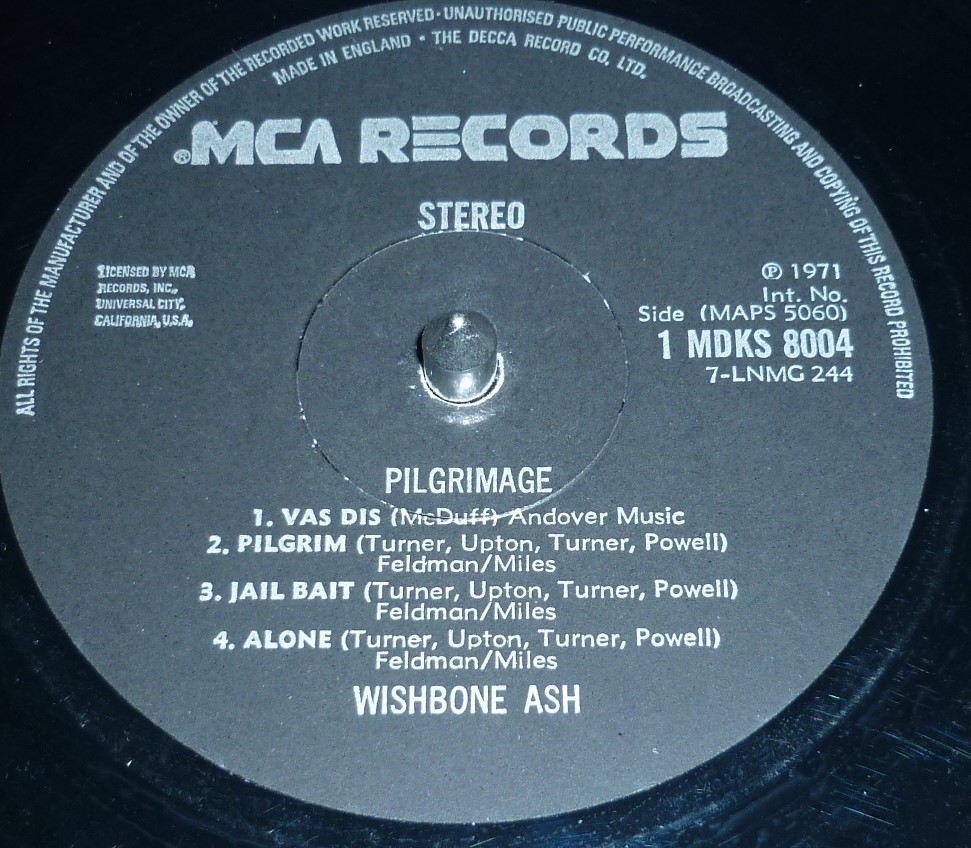 ALL RIGHTS OF THE MANUFACTURER AND OF THE OWNER OF THE RECORDED WORK RESERVED · UNAUTHORISED PUBLIC PERFORMANCE BROADCASTING AND COPYING OF THIS RECORD PROHIBITED
MADE IN ENGLAND • THE DECCA RECORD CO, LTD.
® MCA RECORDS
STEREO
LICENSED BY MCA
RECORDS, INC.,
UNIVERSAL CITY,
CALIFORNIA, U.S.A.
℗ 1971
Int. No.
Side (MAPS 5060)
1 MDKS 8004
7-LNMG 244
PILGRIMAGE
1. VAS DIS (McDuff) Andover Music
2. PILGRIM (Turner, Upton, Turner, Powell)
Feldman/Miles
3. JAIL BAIT (Turner, Upton, Turner, Powell)
Feldman/Miles
4. ALONE (Turner, Upton, Turner, Powell)
Feldman/Miles
WISHBONE ASH